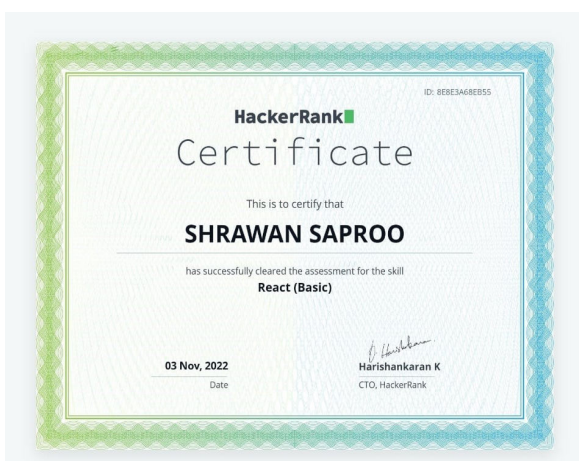 ID: 8EBE3A68EB55
HackerRank
Certificate
This is to certify that
SHRAWAN SAPROO
has successfully cleared the assessment for the skill
React (Basic)
03 Nov, 2022
Date
Harishankaran K
CTO, HackerRank